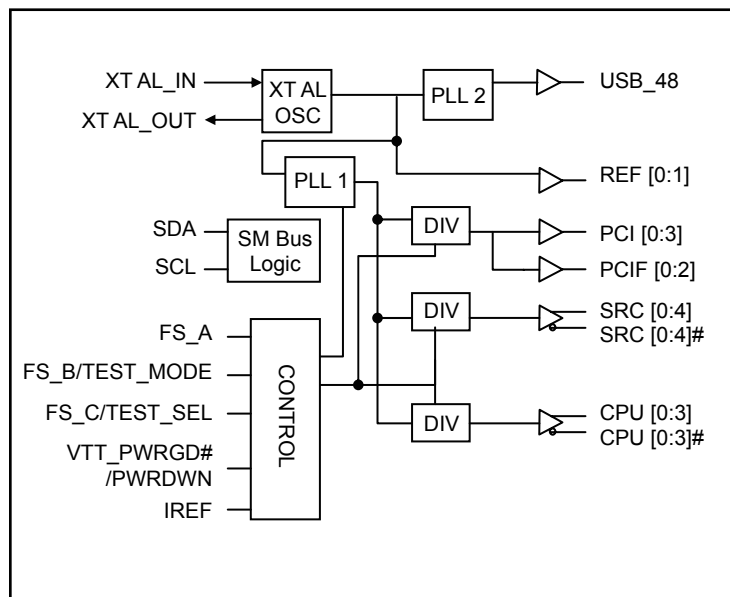 XT AL_IN
XT AL_OUT
XT AL
OSC
PLL 2
USB_48
REF [0:1]
PLL 1
SDA
SCL
SM Bus
Logic
DIV
PCI [0:3]
PCIF [0:2]
DIV
SRC [0:4]
SRC [0:4]#
FS_A
FS_B/TEST_MODE
FS_C/TEST_SEL
VTT_PWRGD#
/PWRDWN
IREF
CONTROL
DIV
CPU [0:3]
CPU [0:3]#